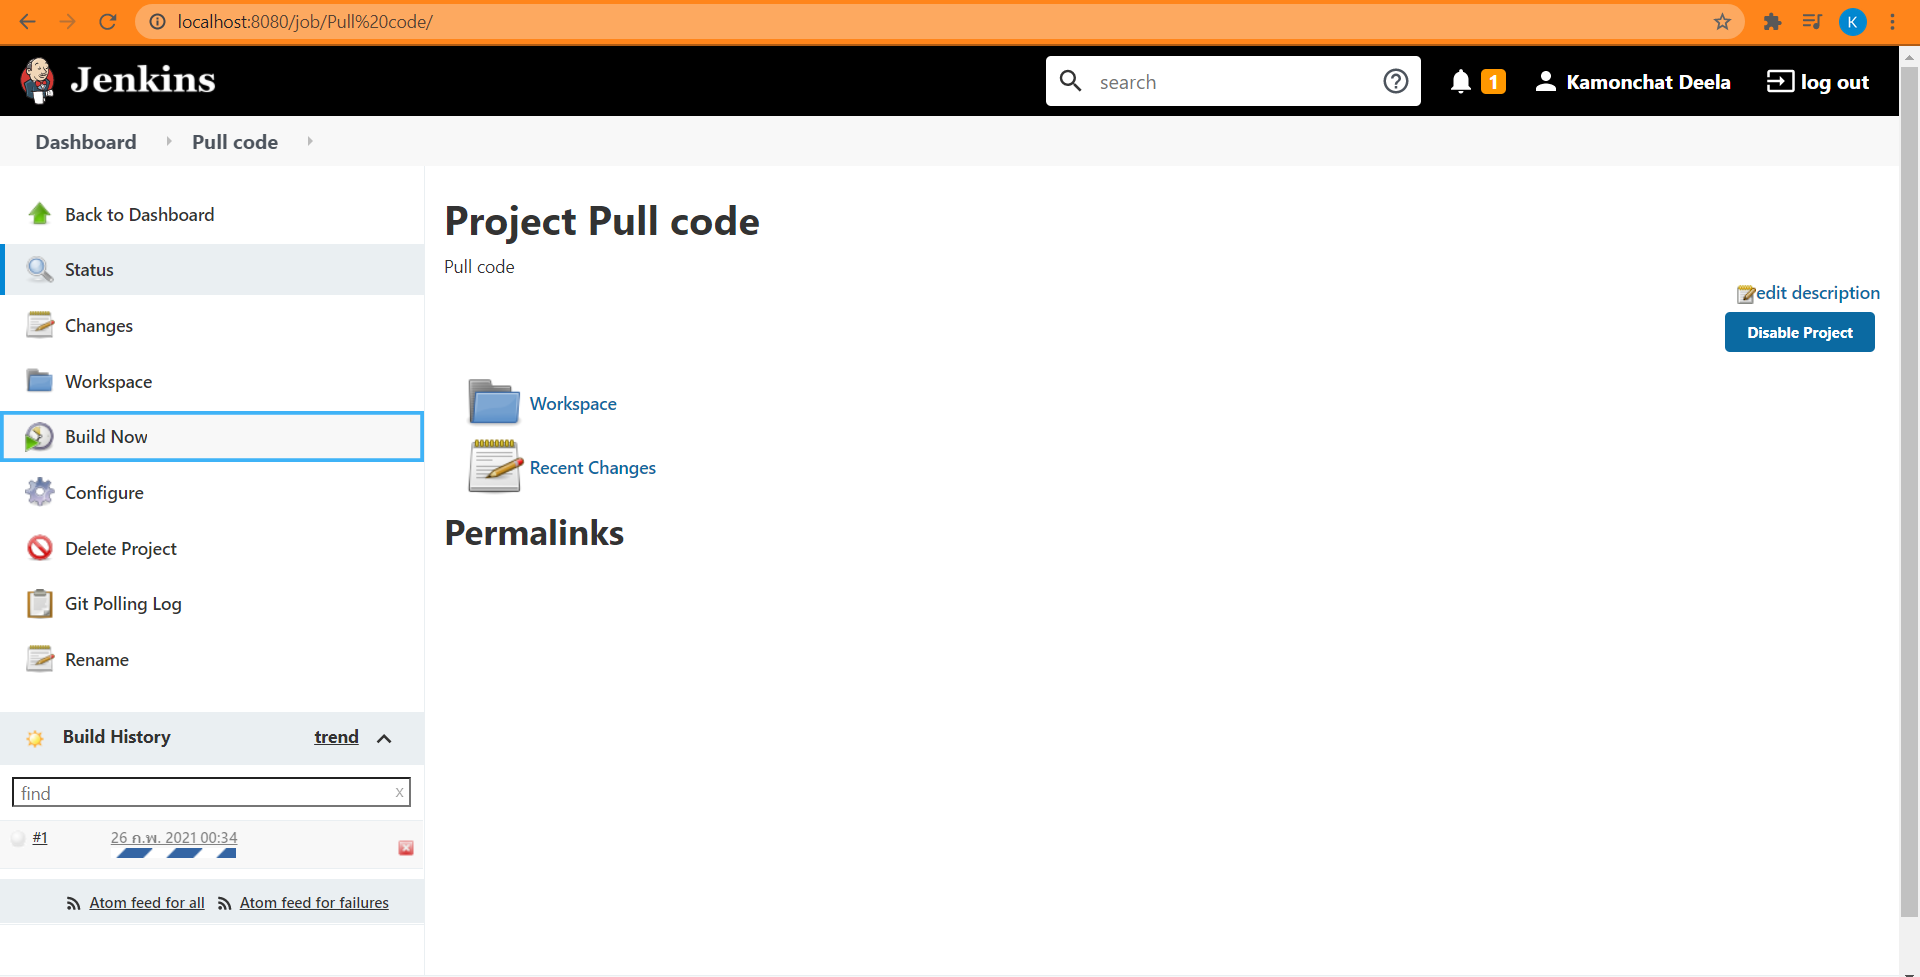 localhost:8080/job/Pull%20code/
K
Jenkins
search
1
Kamonchat Deela
log out
Dashboard
Pull code
Back to Dashboard
Status
Changes
Workspace
Build Now
Configure
Delete Project
Git Polling Log
Rename
Build History
trend
find
x
#1
26 ก.พ. 2021 00:34
Atom feed for all
Atom feed for failures
Project Pull code
Pull code
edit description
Disable Project
Workspace
Recent Changes
Permalinks